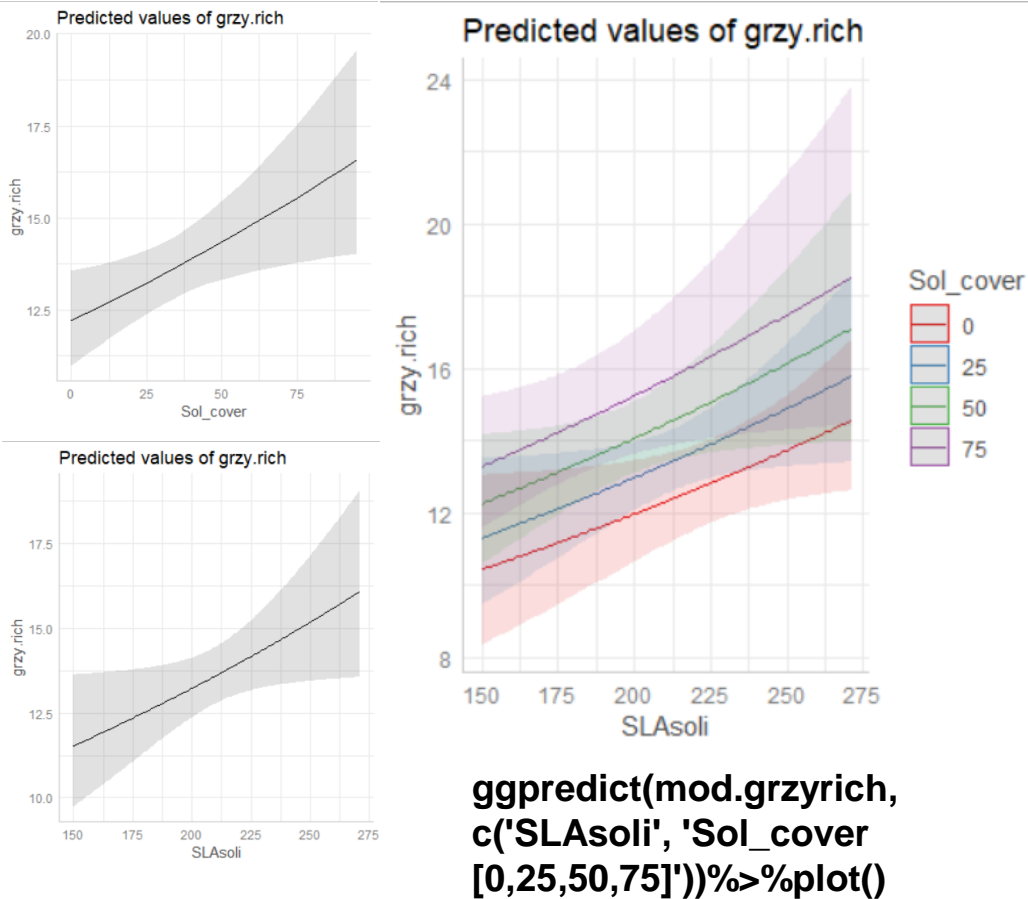 Predicted values of grzy.rich
20.0
17.5
15.0
12.5
grzy.rich
0 25 50 75
Sol_cover
Predicted values of grzy.rich
17.5
15.0
12.5
10.0
grzy.rich
150 175 200 225 250 275
SLAsoli
Predicted values of grzy.rich
24
20
16
12
8
grzy.rich
150 175 200 225 250 275
SLAsoli
Sol_cover
0
25
50
75
ggpredict(mod.grzyrich,
c('SLAsoli', 'Sol_cover
[0,25,50,75]'))%>%plot()